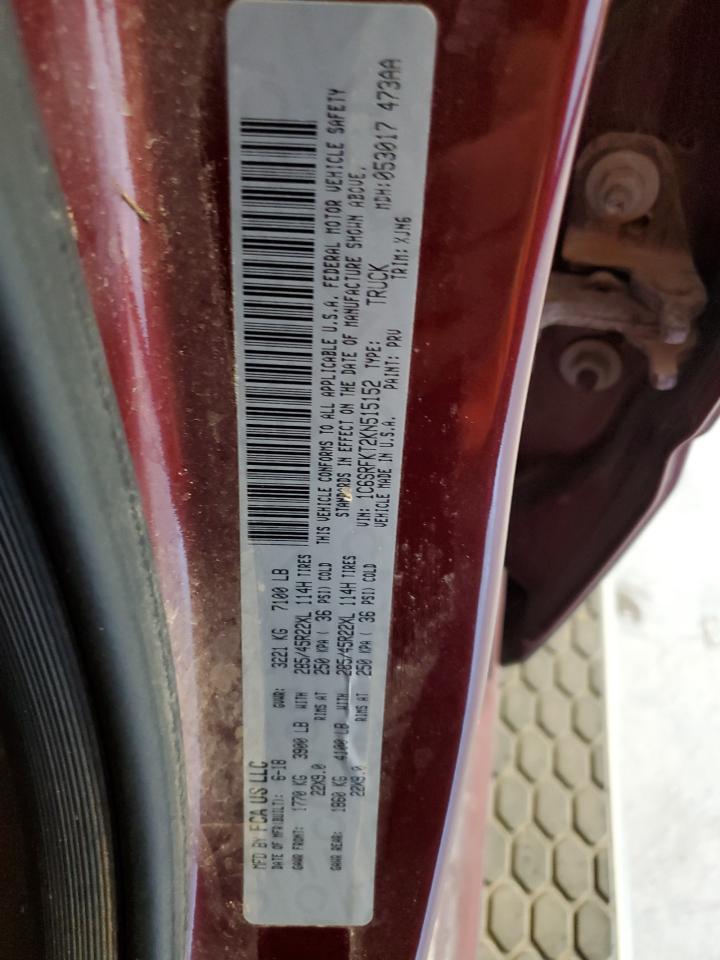 MFD BY FCA US LLC
DATE OF MFR(BUILT): 6-18 GVWR: 3221 KG 7100 LB
GAWR FRONT: 1770 KG 3900 LB WITH 285/45R22XL 114H TIRES
22X9.0 RIMS AT 250 KPA ( 36 PSI) COLD
GAWR REAR: 1860 KG 4100 LB WITH 285/45R22XL 114H TIRES
22X9.0 RIMS AT 250 KPA ( 36 PSI) COLD
THIS VEHICLE CONFORMS TO ALL APPLICABLE U.S.A. FEDERAL MOTOR VEHICLE SAFETY
STANDARDS IN EFFECT ON THE DATE OF MANUFACTURE SHOWN ABOVE.
VIN: 1C6SRFKT2KN515152 TYPE: TRUCK MDH:053017 473AA
VEHICLE MADE IN U.S.A. PAINT: PRV TRIM: XJN6